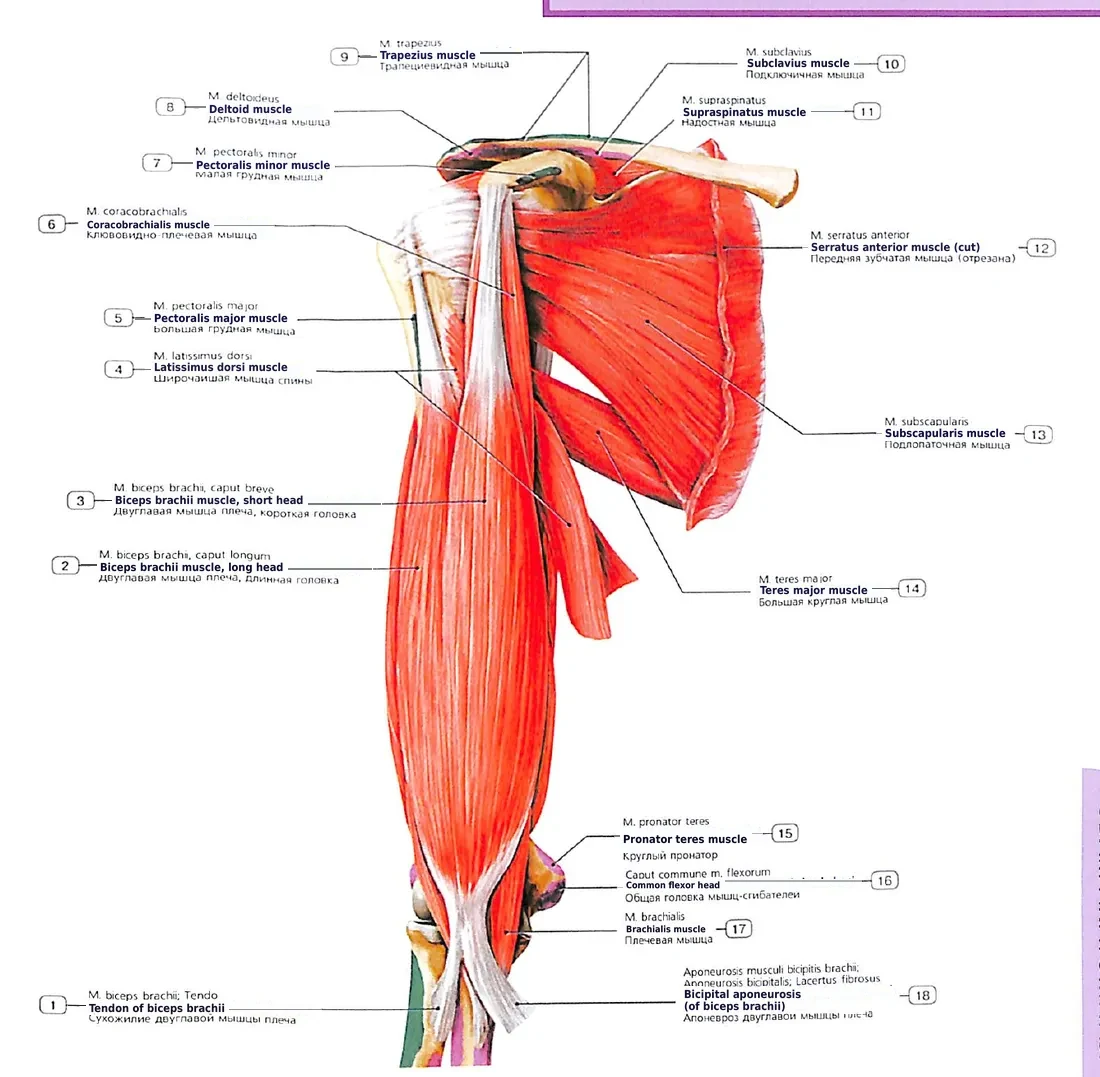 9
M. trapezius
Trapezius muscle
Трапециевидная мышца
M. subclavius
Subclavius muscle
Подключичная мышца
10
8
M. deltoideus
Deltoid muscle
Дельтовидная мышца
M. supraspinatus
Supraspinatus muscle
Надостная мышца
11
7
M. pectoralis minor
Pectoralis minor muscle
Малая грудная мышца
6
M. coracobrachialis
Coracobrachialis muscle
Клювовидно-плечевая мышца
M. serratus anterior
Serratus anterior muscle (cut)
Передняя зубчатая мышца (отрезана)
12
5
M. pectoralis major
Pectoralis major muscle
Большая грудная мышца
4
M. latissimus dorsi
Latissimus dorsi muscle
Широчайшая мышца спины
M. subscapularis
Subscapularis muscle
Подлопаточная мышца
13
3
M. biceps brachii, caput breve
Biceps brachii muscle, short head
Двуглавая мышца плеча, короткая головка
2
M. biceps brachii, caput longum
Biceps brachii muscle, long head
Двуглавая мышца плеча, длинная головка
M. teres major
Teres major muscle
Большая круглая мышца
14
M. pronator teres
Pronator teres muscle
Круглый пронатор
15
Caput commune m. flexorum
Common flexor head
Общая головка мышц-сгибателей
16
M. brachialis
Brachialis muscle
Плечевая мышца
17
1
M. biceps brachii; Tendo
Tendon of biceps brachii
Сухожилие двуглавой мышцы плеча
Aponeurosis musculi bicipitis brachii;
Aponeurosis bicipitalis; Lacertus fibrosus
Bicipital aponeurosis
(of biceps brachii)
Апоневроз двуглавой мышцы плеча
18